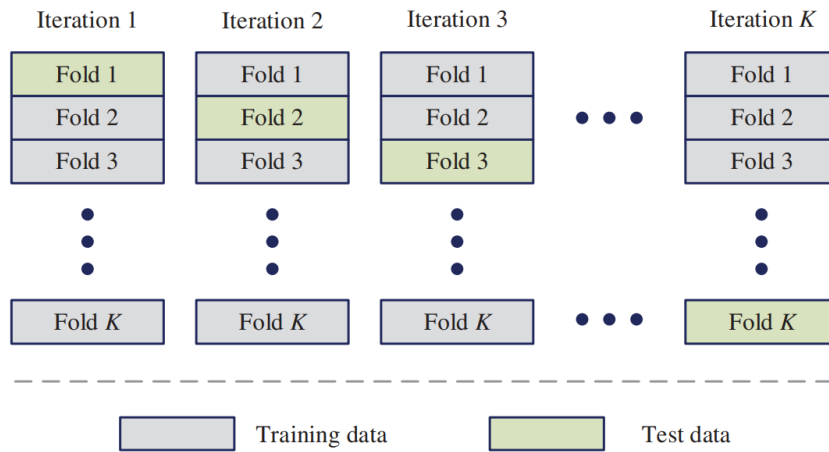 Iteration 1 Iteration 2 Iteration 3 Iteration K
Fold 1 Fold 1 Fold 1 Fold 1
Fold 2 Fold 2 Fold 2 Fold 2
Fold 3 Fold 3 Fold 3 Fold 3
Fold K Fold K Fold K Fold K
Training data Test data